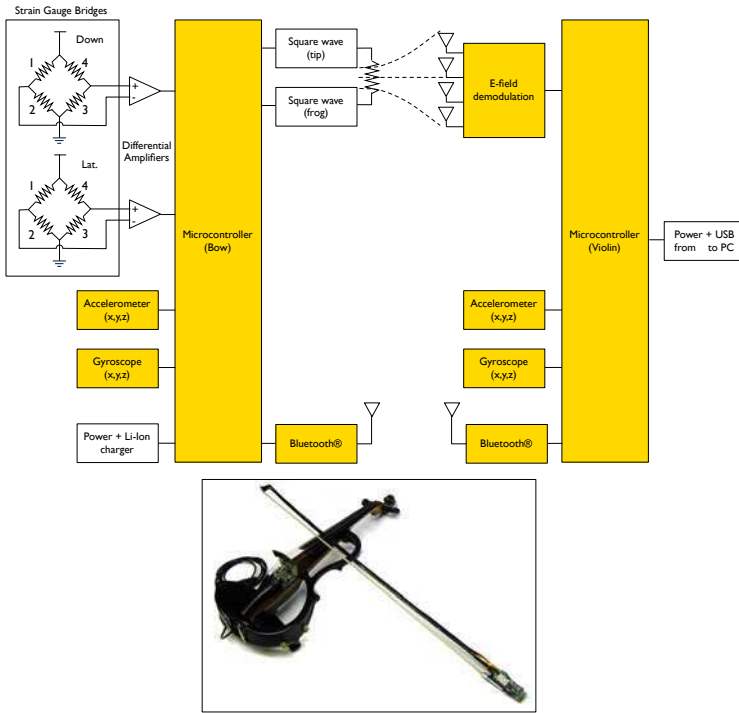 Strain Gauge Bridges
Down
1
4
2
3
+
-
Differential
Amplifiers
Lat.
1
4
2
3
+
-
Microcontroller
(Bow)
Square wave
(tip)
Square wave
(frog)
E-field
demodulation
Microcontroller
(Violin)
Power + USB
from to PC
Accelerometer
(x,y,z)
Gyroscope
(x,y,z)
Power + Li-Ion
charger
Bluetooth®
Accelerometer
(x,y,z)
Gyroscope
(x,y,z)
Bluetooth®